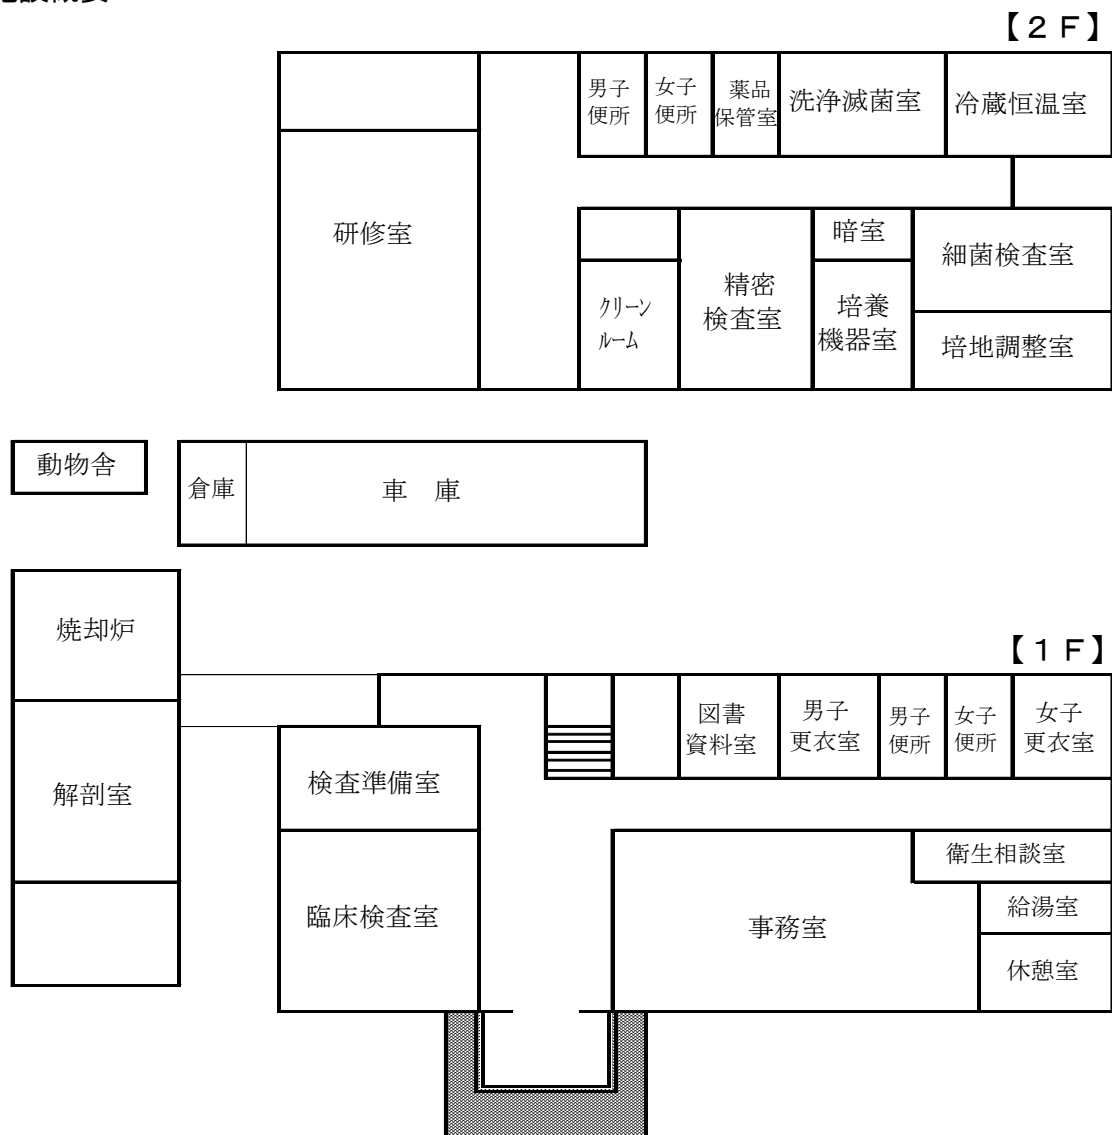 【２Ｆ】
男子
便所
女子
便所
薬品
保管室
洗浄滅菌室
冷蔵恒温室
研修室
暗室
細菌検査室
精密
検査室
ｸﾘｰﾝ
ﾙｰﾑ
培養
機器室
培地調整室
動物舎
倉庫
車　庫
焼却炉
【１Ｆ】
図書
資料室
男子
更衣室
男子
便所
女子
便所
女子
更衣室
検査準備室
解剖室
衛生相談室
臨床検査室
事務室
給湯室
休憩室